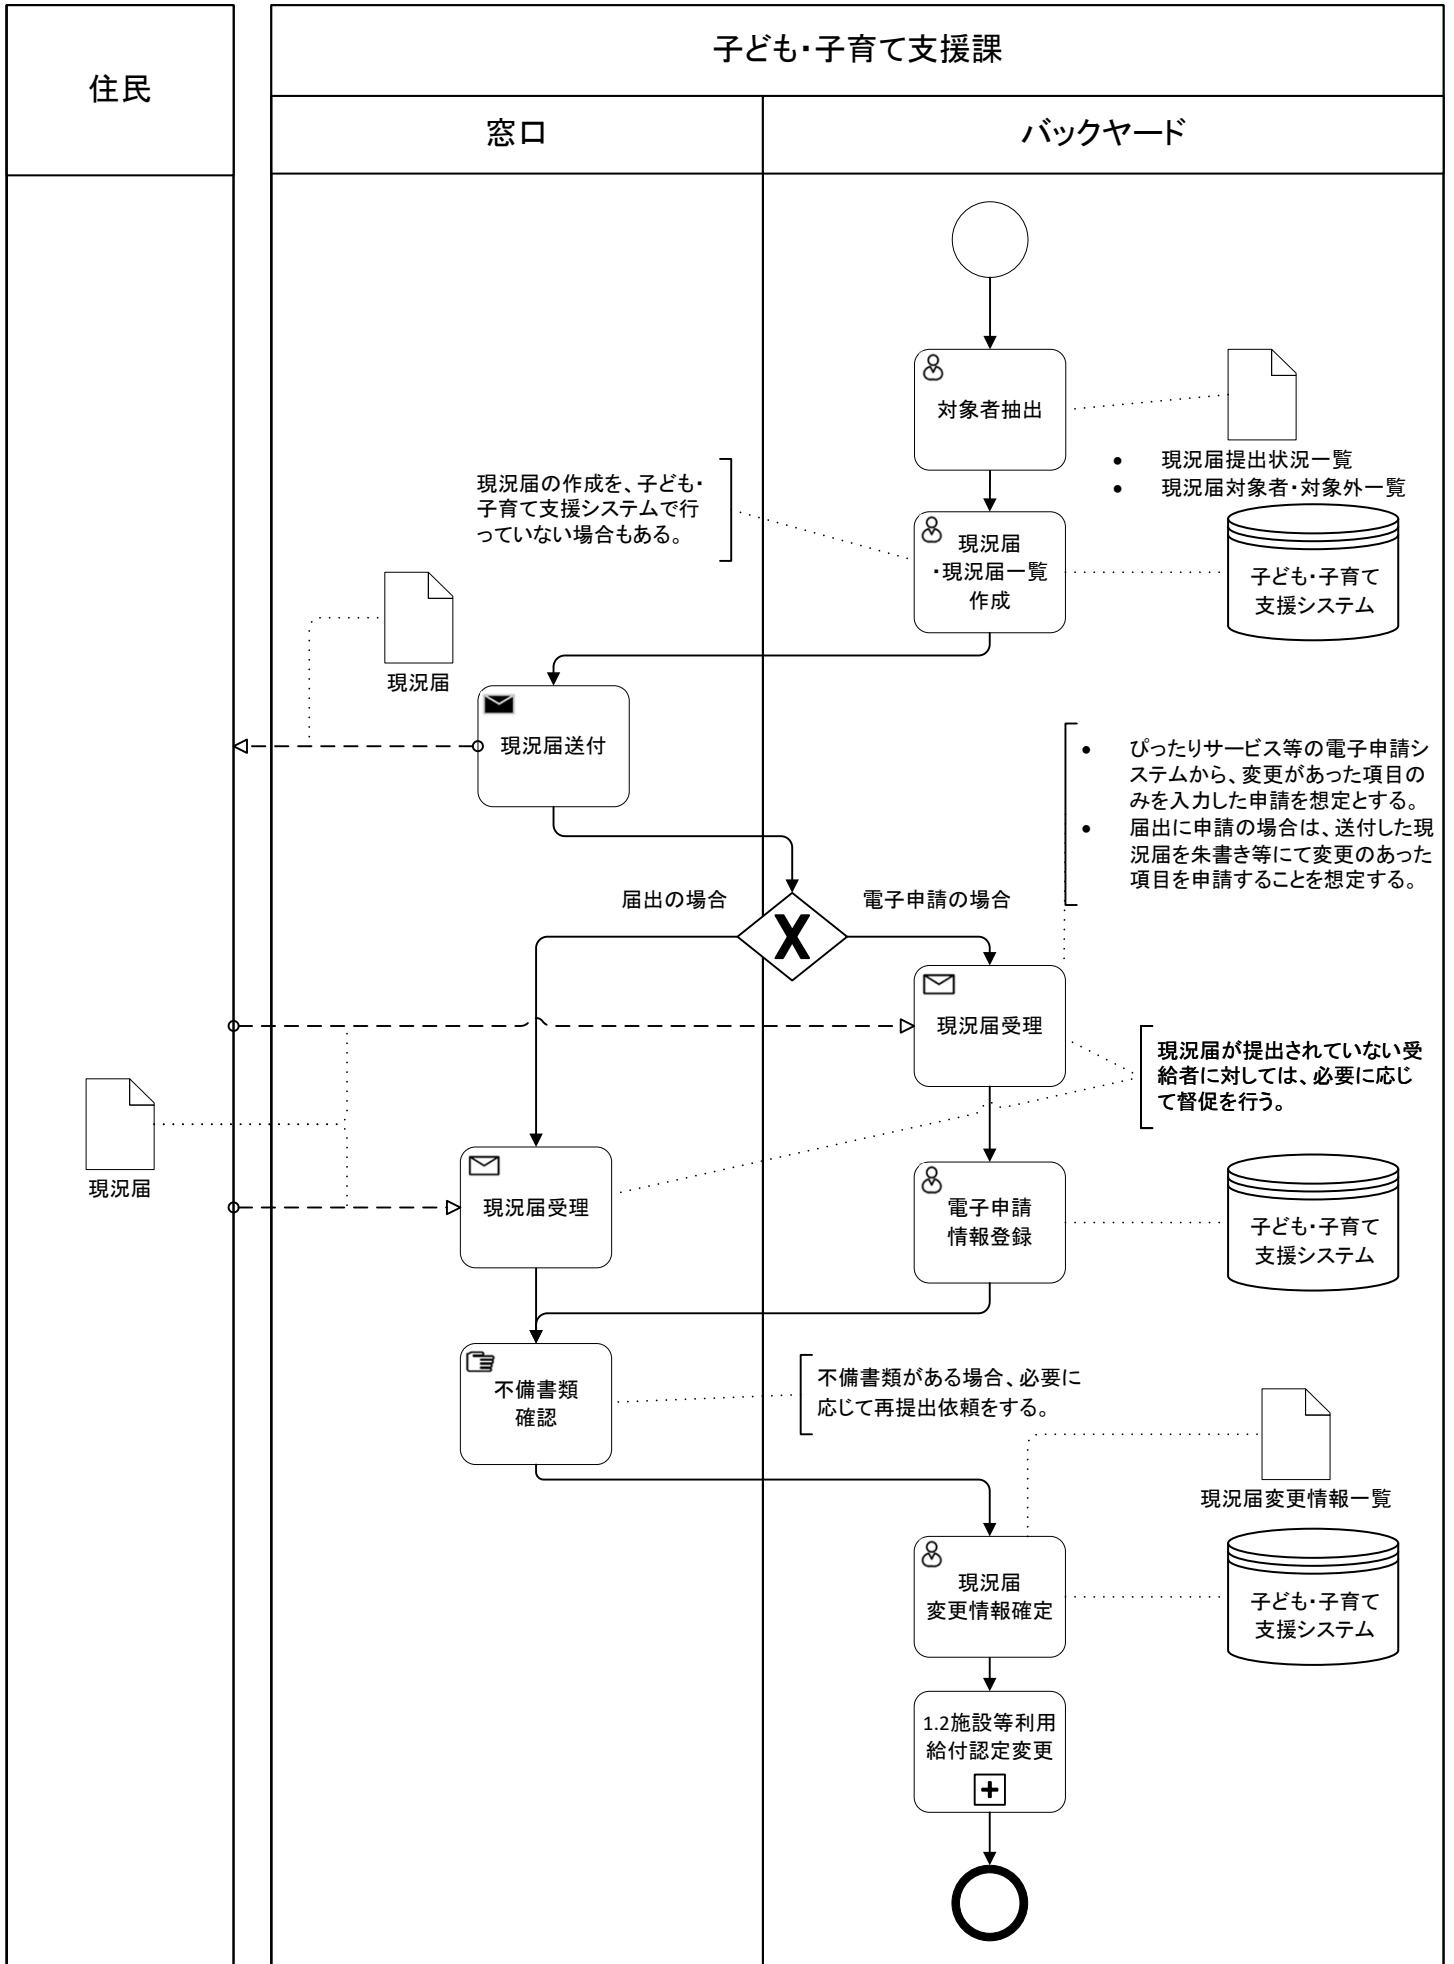 子ども・子育て支援課
住民
窓口
バックヤード
対象者抽出
・ 現況届提出状況一覧
・ 現況届対象者・対象外一覧
現況届の作成を、子ども・
子育て支援システムで行
っていない場合もある。
現況届
・現況届一覧
作成
子ども・子育て
支援システム
現況届
現況届送付
・ ぴったりサービス等の電子申請シ
ステムから、変更があった項目の
みを入力した申請を想定とする。
・ 届出に申請の場合は、送付した現
況届を朱書き等にて変更のあった
項目を申請することを想定する。
届出の場合
電子申請の場合
現況届受理
現況届が提出されていない受
給者に対しては、必要に応じ
て督促を行う。
現況届
現況届受理
電子申請
情報登録
子ども・子育て
支援システム
不備書類
確認
不備書類がある場合、必要に
応じて再提出依頼をする。
現況届変更情報一覧
現況届
変更情報確定
子ども・子育て
支援システム
1.2施設等利用
給付認定変更